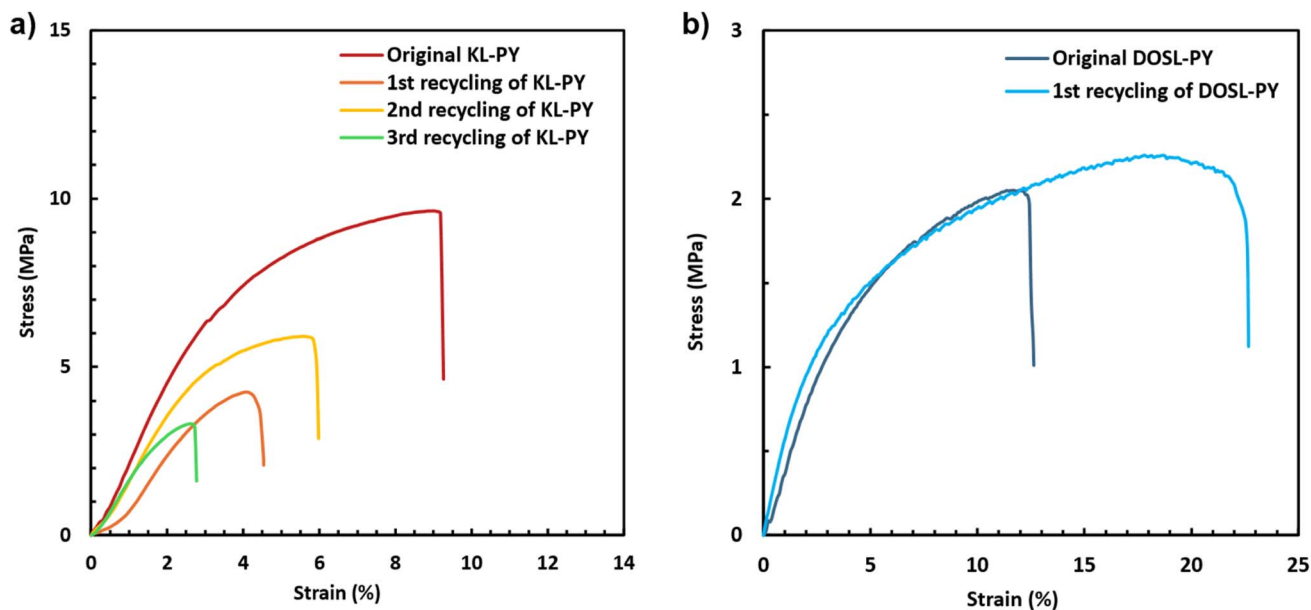 a)
Original KL-PY
1st recycling of KL-PY
2nd recycling of KL-PY
3rd recycling of KL-PY
15
10
5
0
Stress (MPa)
0 2 4 6 8 10 12 14
Strain (%)
b)
Original DOSL-PY
1st recycling of DOSL-PY
3
2
1
0
Stress (MPa)
0 5 10 15 20 25
Strain (%)